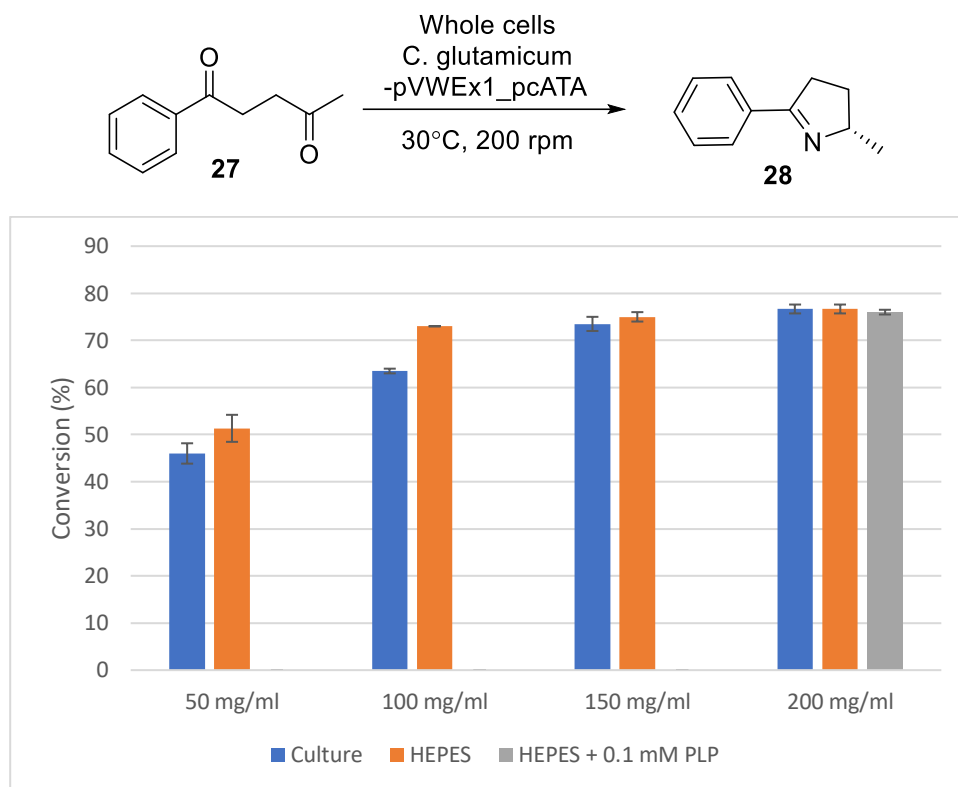 Whole cells
C. glutamicum
-pVWEx1_pcATA
30°C, 200 rpm
O
O
27
N
28
90
80
70
60
50
40
30
20
10
0
Conversion (%)
50 mg/ml
100 mg/ml
150 mg/ml
200 mg/ml
Culture
HEPES
HEPES + 0.1 mM PLP